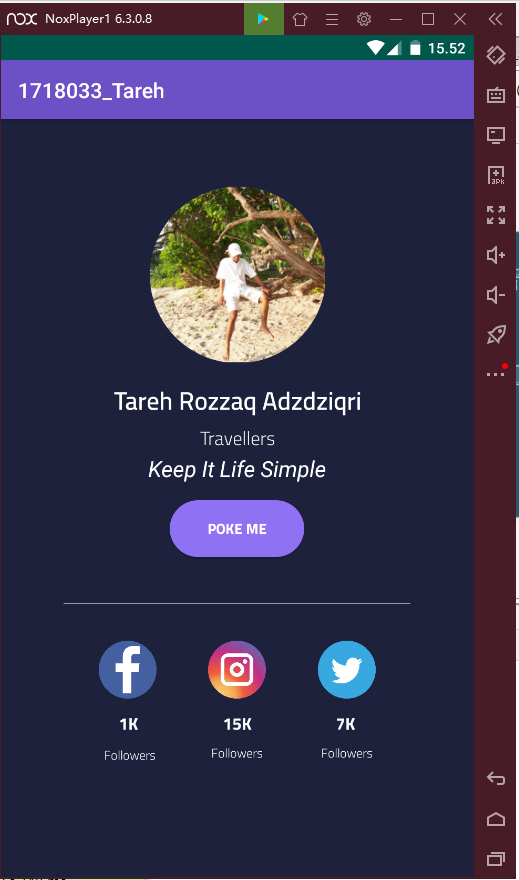 nox NoxPlayer1 6.3.0.8
15.52
1718033_Tareh
3Pk
Tareh Rozzaq Adzdziqri
Travellers
Keep It Life Simple
POKE ME
1K 15K 7K
Followers Followers Followers